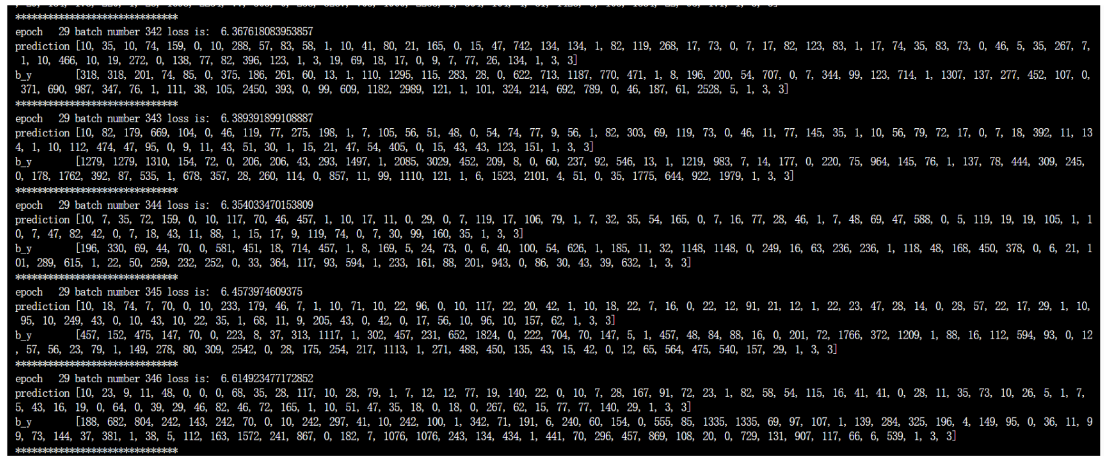 ******************************
epoch   29 batch number 342 loss is:  6.367618083953857
prediction [10, 35, 10, 74, 159, 0, 10, 288, 57, 83, 58, 1, 10, 41, 80, 21, 165, 0, 15, 47, 742, 134, 134, 1, 82, 119, 268, 17, 73, 0, 7, 17, 82, 123, 83, 1, 17, 74, 35, 83, 73, 0, 46, 5, 35, 267, 7,
1, 10, 466, 10, 19, 272, 0, 138, 77, 82, 396, 123, 1, 3, 19, 69, 18, 17, 0, 9, 7, 77, 26, 134, 1, 3, 3]
b_y      [318, 318, 201, 74, 85, 0, 375, 186, 261, 60, 13, 1, 110, 1295, 115, 283, 28, 0, 622, 713, 1187, 770, 471, 1, 8, 196, 200, 54, 707, 0, 7, 344, 99, 123, 714, 1, 1307, 137, 277, 452, 107, 0,
371, 690, 987, 347, 76, 1, 111, 38, 105, 2450, 393, 0, 99, 609, 1182, 2989, 121, 1, 101, 324, 214, 692, 789, 0, 46, 187, 61, 2528, 5, 1, 3, 3]
******************************
epoch   29 batch number 343 loss is:  6.389391899108887
prediction [10, 82, 179, 669, 104, 0, 46, 119, 77, 275, 198, 1, 7, 105, 56, 51, 48, 0, 54, 74, 77, 9, 56, 1, 82, 303, 69, 119, 73, 0, 46, 11, 77, 145, 35, 1, 10, 56, 79, 72, 17, 0, 7, 18, 392, 11, 13
4, 1, 10, 112, 474, 47, 95, 0, 9, 11, 43, 51, 30, 1, 15, 21, 47, 54, 405, 0, 15, 43, 43, 123, 151, 1, 3, 3]
b_y      [1279, 1279, 1310, 154, 72, 0, 206, 206, 43, 293, 1497, 1, 2085, 3029, 452, 209, 8, 0, 60, 237, 92, 546, 13, 1, 1219, 983, 7, 14, 177, 0, 220, 75, 964, 145, 76, 1, 137, 78, 444, 309, 245,
0, 178, 1762, 392, 87, 535, 1, 678, 357, 28, 260, 114, 0, 857, 11, 99, 1110, 121, 1, 6, 1523, 2101, 4, 51, 0, 35, 1775, 644, 922, 1979, 1, 3, 3]
******************************
epoch   29 batch number 344 loss is:  6.354033470153809
prediction [10, 7, 35, 72, 159, 0, 10, 117, 70, 46, 457, 1, 10, 17, 11, 0, 29, 0, 7, 119, 17, 106, 79, 1, 7, 32, 35, 54, 165, 0, 7, 16, 77, 28, 46, 1, 7, 48, 69, 47, 588, 0, 5, 119, 19, 19, 105, 1, 1
0, 7, 47, 82, 42, 0, 7, 18, 43, 11, 88, 1, 15, 17, 9, 119, 74, 0, 7, 30, 99, 160, 35, 1, 3, 3]
b_y      [196, 330, 69, 44, 70, 0, 581, 451, 18, 714, 457, 1, 8, 169, 5, 24, 73, 0, 6, 40, 100, 54, 626, 1, 185, 11, 32, 1148, 1148, 0, 249, 16, 63, 236, 236, 1, 118, 48, 168, 450, 378, 0, 6, 21, 1
01, 289, 615, 1, 22, 50, 259, 232, 252, 0, 33, 364, 117, 93, 594, 1, 233, 161, 88, 201, 943, 0, 86, 30, 43, 39, 632, 1, 3, 3]
******************************
epoch   29 batch number 345 loss is:  6.4573974609375
prediction [10, 18, 74, 7, 70, 0, 10, 233, 179, 46, 7, 1, 10, 71, 10, 22, 96, 0, 10, 117, 22, 20, 42, 1, 10, 18, 22, 7, 16, 0, 22, 12, 91, 21, 12, 1, 22, 23, 47, 28, 14, 0, 28, 57, 22, 17, 29, 1, 10,
95, 10, 249, 43, 0, 10, 43, 10, 22, 35, 1, 68, 11, 9, 205, 43, 0, 42, 0, 17, 56, 10, 96, 10, 157, 62, 1, 3, 3]
b_y      [457, 152, 475, 147, 70, 0, 223, 8, 37, 313, 1117, 1, 302, 457, 231, 652, 1824, 0, 222, 704, 70, 147, 5, 1, 457, 48, 84, 88, 16, 0, 201, 72, 1766, 372, 1209, 1, 88, 16, 112, 594, 93, 0, 12
, 57, 56, 23, 79, 1, 149, 278, 80, 309, 2542, 0, 28, 175, 254, 217, 1113, 1, 271, 488, 450, 135, 43, 15, 42, 0, 12, 65, 564, 475, 540, 157, 29, 1, 3, 3]
******************************
epoch   29 batch number 346 loss is:  6.614923477172852
prediction [10, 23, 9, 11, 48, 0, 0, 0, 68, 35, 28, 117, 10, 28, 79, 1, 7, 12, 12, 77, 19, 140, 22, 0, 10, 7, 28, 167, 91, 72, 23, 1, 82, 58, 54, 115, 16, 41, 41, 0, 28, 11, 35, 73, 10, 26, 5, 1, 7,
5, 43, 16, 19, 0, 64, 0, 39, 29, 46, 82, 46, 72, 165, 1, 10, 51, 47, 35, 18, 0, 18, 0, 267, 62, 15, 77, 77, 140, 29, 1, 3, 3]
b_y      [188, 682, 804, 242, 143, 242, 70, 0, 10, 242, 297, 41, 10, 242, 100, 1, 342, 71, 191, 6, 240, 60, 154, 0, 555, 85, 1335, 1335, 69, 97, 107, 1, 139, 284, 325, 196, 4, 149, 95, 0, 36, 11, 9
9, 73, 144, 37, 381, 1, 38, 5, 112, 163, 1572, 241, 867, 0, 182, 7, 1076, 1076, 243, 134, 434, 1, 441, 70, 296, 457, 869, 108, 20, 0, 729, 131, 907, 117, 66, 6, 539, 1, 3, 3]
******************************